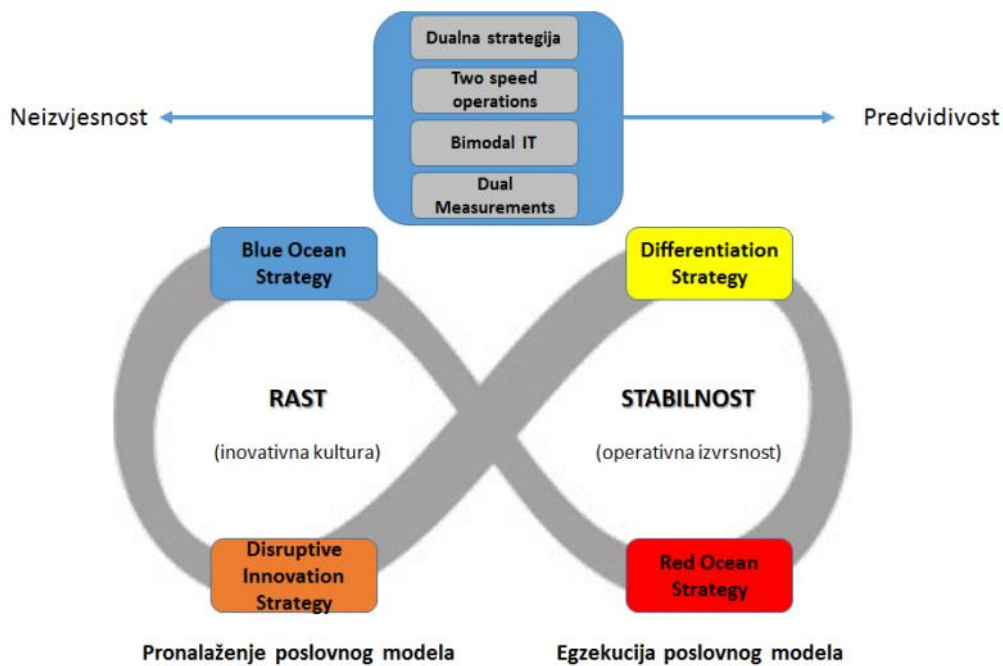 Dualna strategija
Two speed
operations
Bimodal IT
Dual
Measurements
Neizvjesnost
Predvidivost
Blue Ocean
Strategy
Differentiation
Strategy
RAST
(inovativna kultura)
STABILNOST
(operativna izvrsnost)
Disruptive
Innovation
Strategy
Red Ocean
Strategy
Pronalaženje poslovnog modela
Egzekucija poslovnog modela